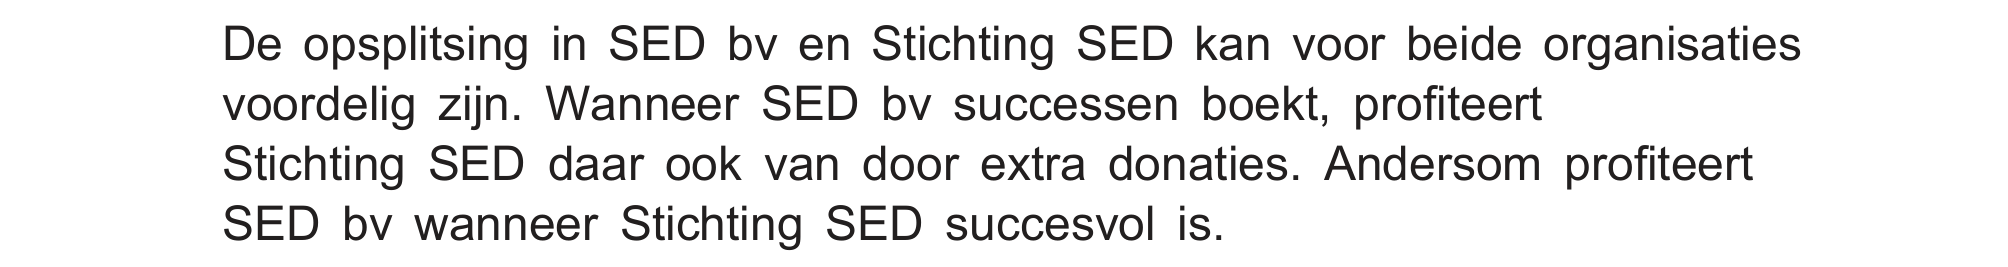 De opsplitsing in SED bv en Stichting SED kan voor beide organisaties
voordelig zijn. Wanneer SED bv successen boekt, profiteert
Stichting SED daar ook van door extra donaties. Andersom profiteert
SED bv wanneer Stichting SED succesvol is.